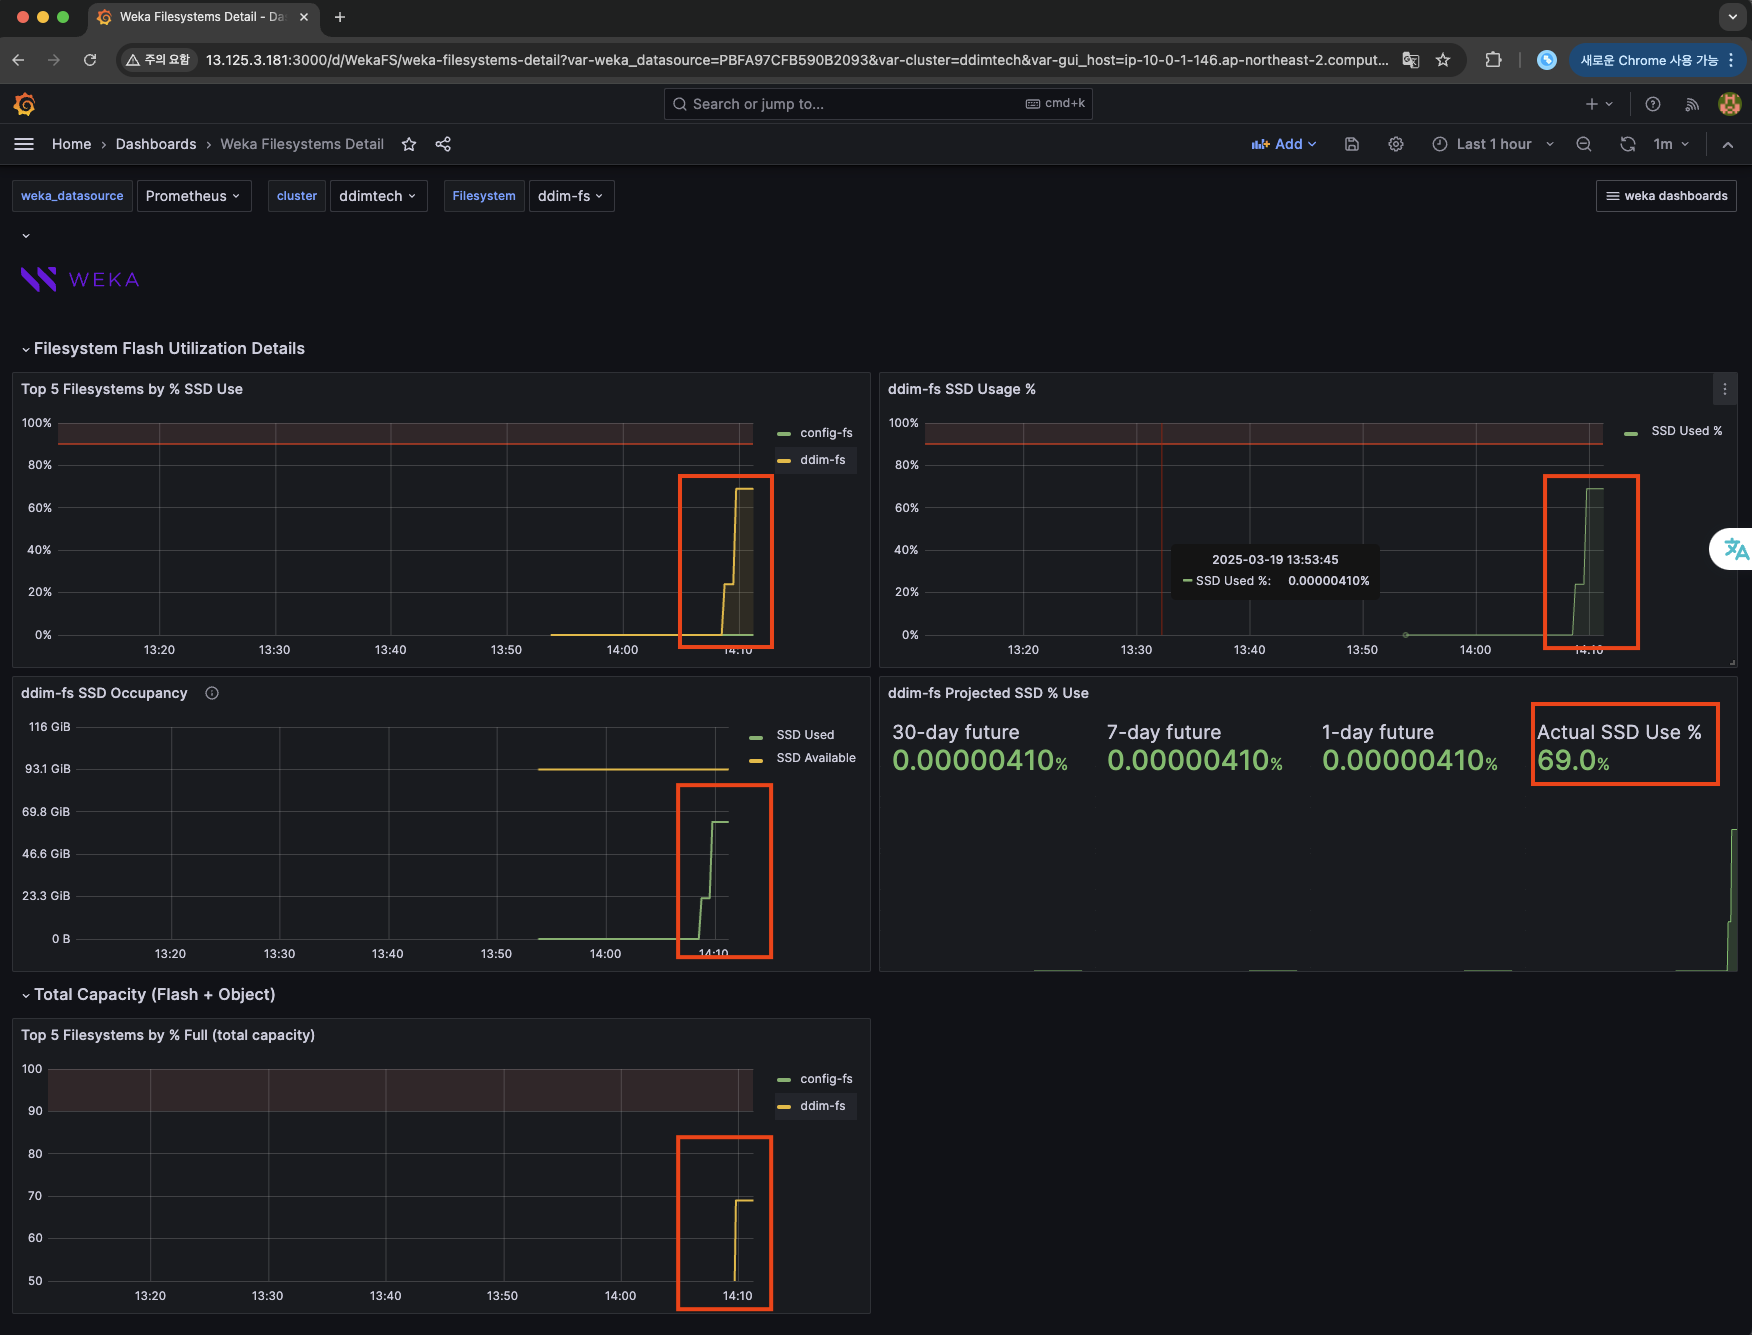 Weka Filesystems Detail - Da
주의 요함
13.125.3.181:3000/d/WekaFS/weka-filesystems-detail?var-weka_datasource=PBFA97CFB590B2093&var-cluster=ddimtech&var-gui_host=ip-10-0-1-146.ap-northeast-2.comput...
새로운 Chrome 사용 가능
Search or jump to...
cmd+k
Home
Dashboards
Weka Filesystems Detail
Add
Last 1 hour
1m
weka_datasource
Prometheus
cluster
ddimtech
Filesystem
ddim-fs
weka dashboards
WEKA
Filesystem Flash Utilization Details
Top 5 Filesystems by % SSD Use
100%
80%
60%
40%
20%
0%
13:20
13:30
13:40
13:50
14:00
14:10
config-fs
ddim-fs
ddim-fs SSD Usage %
100%
80%
60%
40%
20%
0%
13:20
13:30
13:40
13:50
14:00
14:10
SSD Used %
2025-03-19 13:53:45
SSD Used %: 0.00000410%
ddim-fs SSD Occupancy
116 GiB
93.1 GiB
69.8 GiB
46.6 GiB
23.3 GiB
0 B
13:20
13:30
13:40
13:50
14:00
14:10
SSD Used
SSD Available
ddim-fs Projected SSD % Use
30-day future
0.00000410%
7-day future
0.00000410%
1-day future
0.00000410%
Actual SSD Use %
69.0%
Total Capacity (Flash + Object)
Top 5 Filesystems by % Full (total capacity)
100
90
80
70
60
50
13:20
13:30
13:40
13:50
14:00
14:10
config-fs
ddim-fs